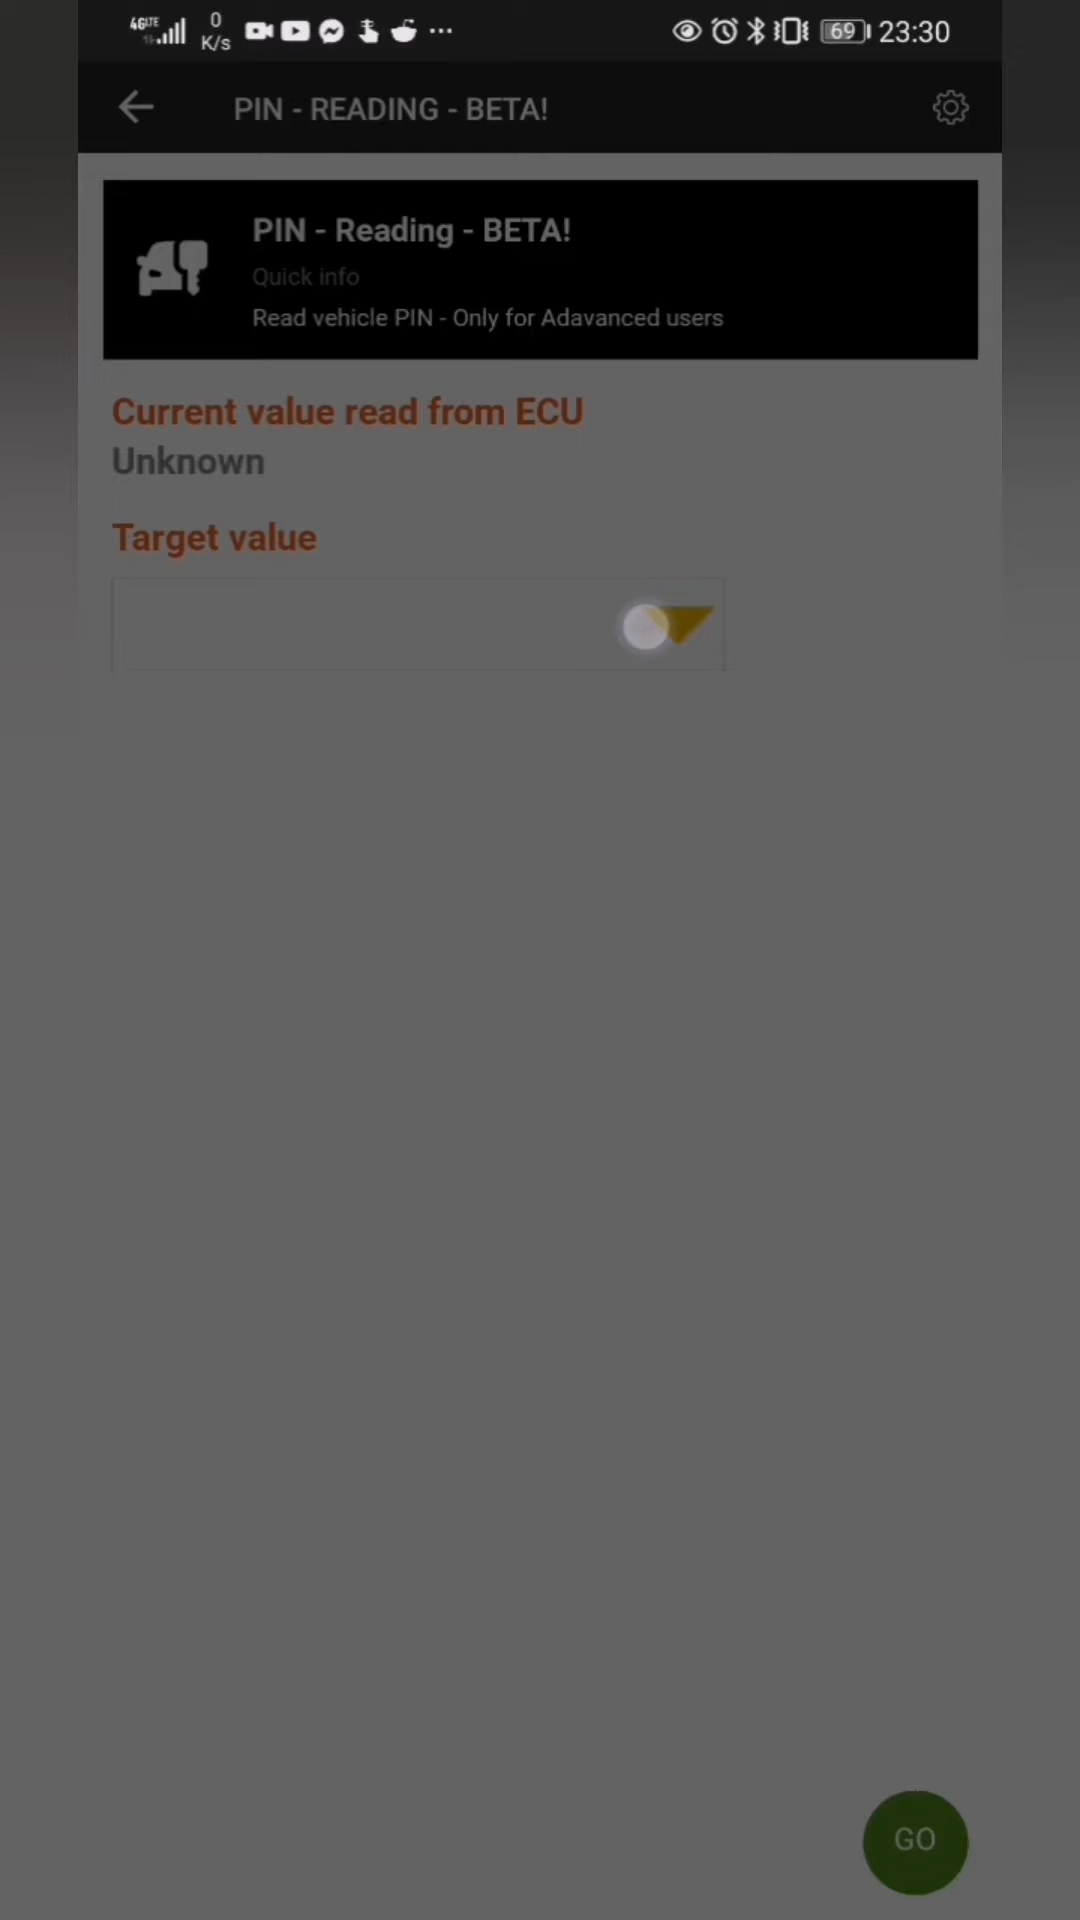 4G LTE 0 K/s 69 23:30
PIN - READING - BETA!
PIN - Reading - BETA!
Quick info
Read vehicle PIN - Only for Adavanced users
Current value read from ECU
Unknown
Target value
GO